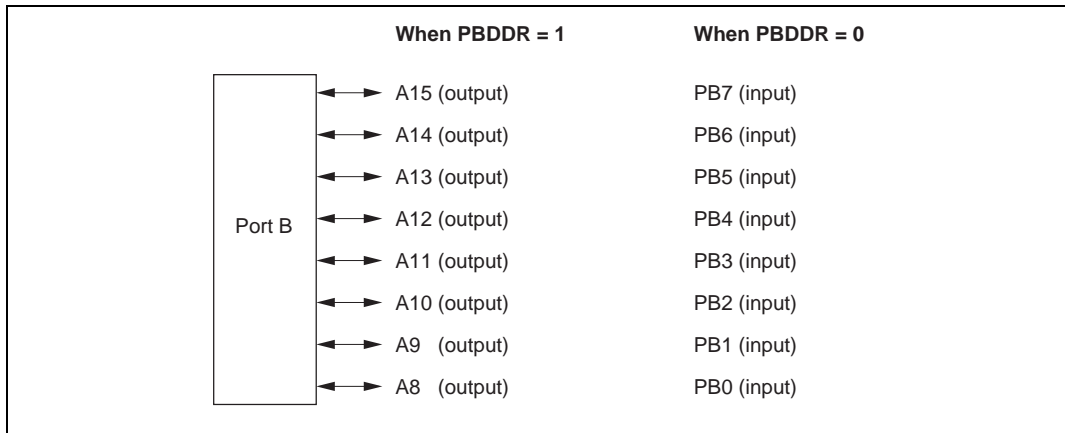 When PBDDR = 1 When PBDDR = 0
A15 (output) PB7 (input)
A14 (output) PB6 (input)
A13 (output) PB5 (input)
Port B A12 (output) PB4 (input)
A11 (output) PB3 (input)
A10 (output) PB2 (input)
A9 (output) PB1 (input)
A8 (output) PB0 (input)